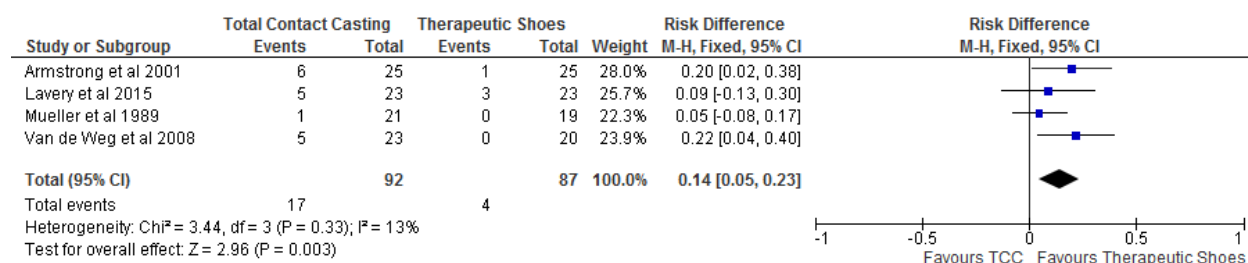 Total Contact Casting Therapeutic Shoes Risk Difference Risk Difference
Study or Subgroup Events Total Events Total Weight M-H, Fixed, 95% CI M-H, Fixed, 95% CI
Armstrong et al 2001 6 25 1 25 28.0% 0.20 [0.02, 0.38]
Lavery et al 2015 5 23 3 23 25.7% 0.09 [-0.13, 0.30]
Mueller et al 1989 1 21 0 19 22.3% 0.05 [-0.08, 0.17]
Van de Weg et al 2008 5 23 0 20 23.9% 0.22 [0.04, 0.40]
Total (95% CI) 92 87 100.0% 0.14 [0.05, 0.23]
Total events 17 4
Heterogeneity: Chi² = 3.44, df = 3 (P = 0.33); I² = 13%
Test for overall effect: Z = 2.96 (P = 0.003)
-1 -0.5 0 0.5 1
Favours TCC Favours Therapeutic Shoes